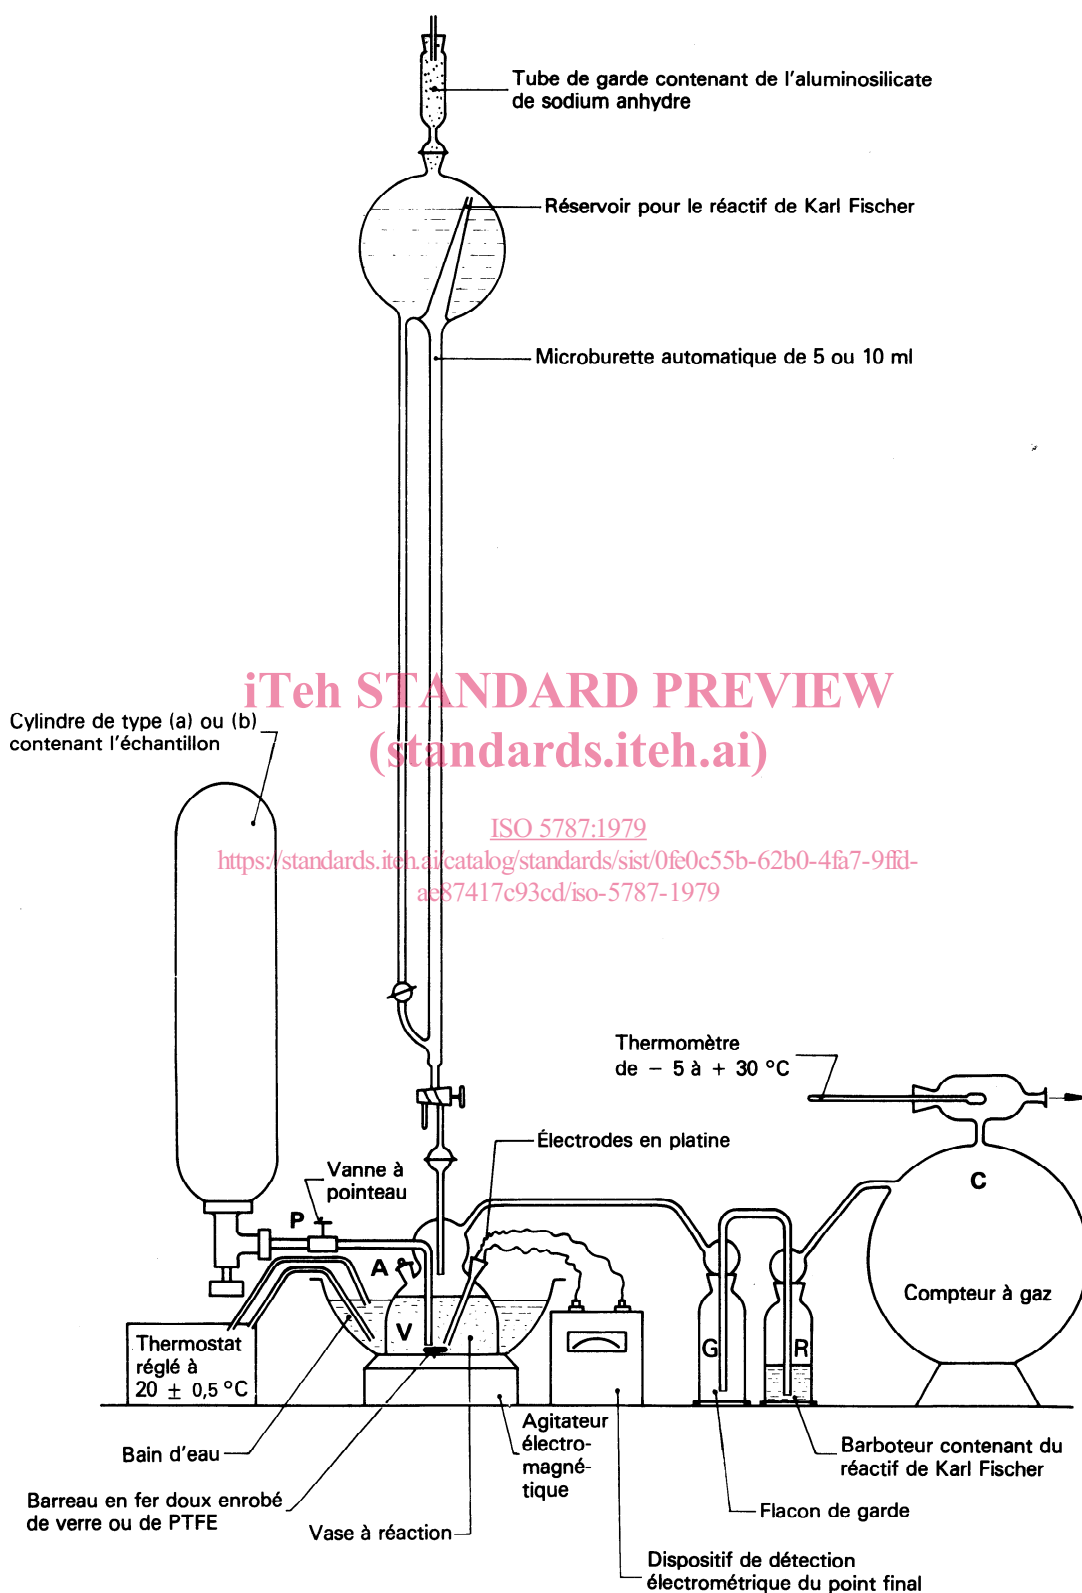 Tube de garde contenant de l'aluminosilicate
de sodium anhydre
Réservoir pour le réactif de Karl Fischer
Microburette automatique de 5 ou 10 ml
iTeh STANDARD PREVIEW
(standards.iteh.ai)
Cylindre de type (a) ou (b)
contenant l'échantillon
ISO 5787:1979
https://standards.iteh.ai/catalog/standards/sist/0fe0c55b-62b0-4fa7-9ffd-
ae87417c93cd/iso-5787-1979
Thermomètre
de − 5 à + 30 °C
Électrodes en platine
Vanne à
pointeau
P
A
V
C
Compteur à gaz
G
R
Thermostat
réglé à
20 ± 0,5 °C
Bain d'eau
Barreau en fer doux enrobé
de verre ou de PTFE
Vase à réaction
Agitateur
électro-
magné-
tique
Barboteur contenant du
réactif de Karl Fischer
Flacon de garde
Dispositif de détection
électrométrique du point final